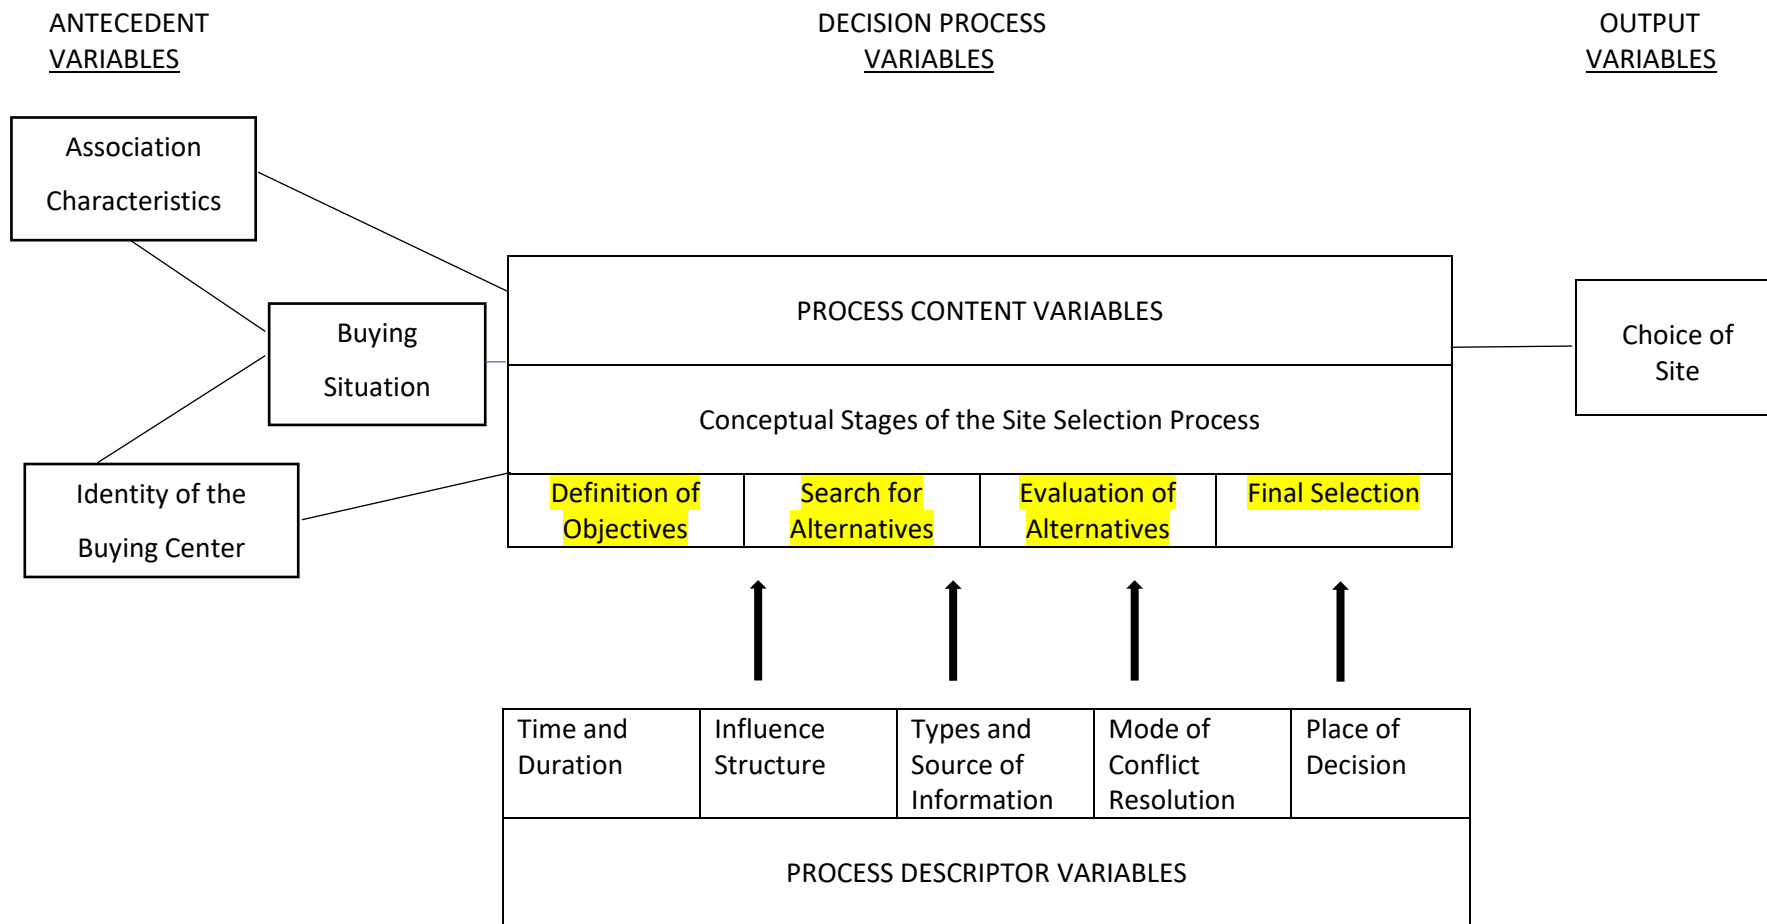 ANTECEDENT
VARIABLES
DECISION PROCESS
VARIABLES
OUTPUT
VARIABLES
Association
Characteristics
Buying
Situation
Identity of the
Buying Center
PROCESS CONTENT VARIABLES
Conceptual Stages of the Site Selection Process
Definition of
Objectives
Search for
Alternatives
Evaluation of
Alternatives
Final Selection
Choice of
Site
Time and
Duration
Influence
Structure
Types and
Source of
Information
Mode of
Conflict
Resolution
Place of
Decision
PROCESS DESCRIPTOR VARIABLES